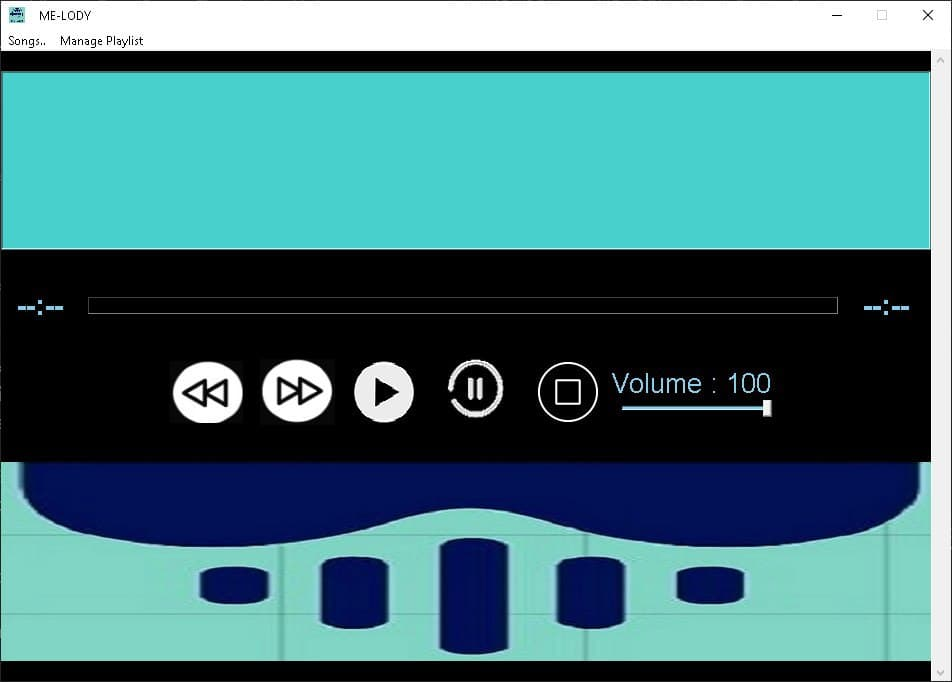 ME-LODY
Songs.. Manage Playlist
--:-- --:--
Volume : 100